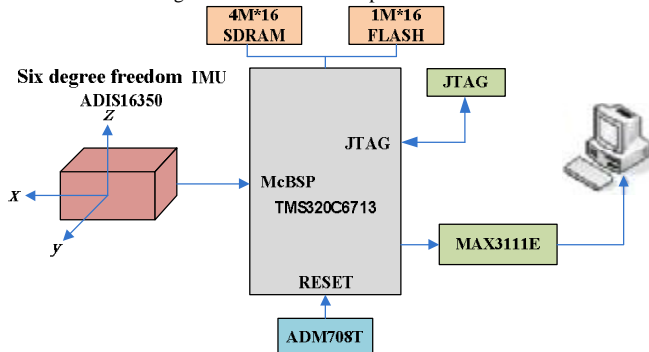 4M*16
SDRAM
1M*16
FLASH
Six degree freedom IMU
ADIS16350
Z
X
y
JTAG
JTAG
McBSP
TMS320C6713
MAX3111E
RESET
ADM708T